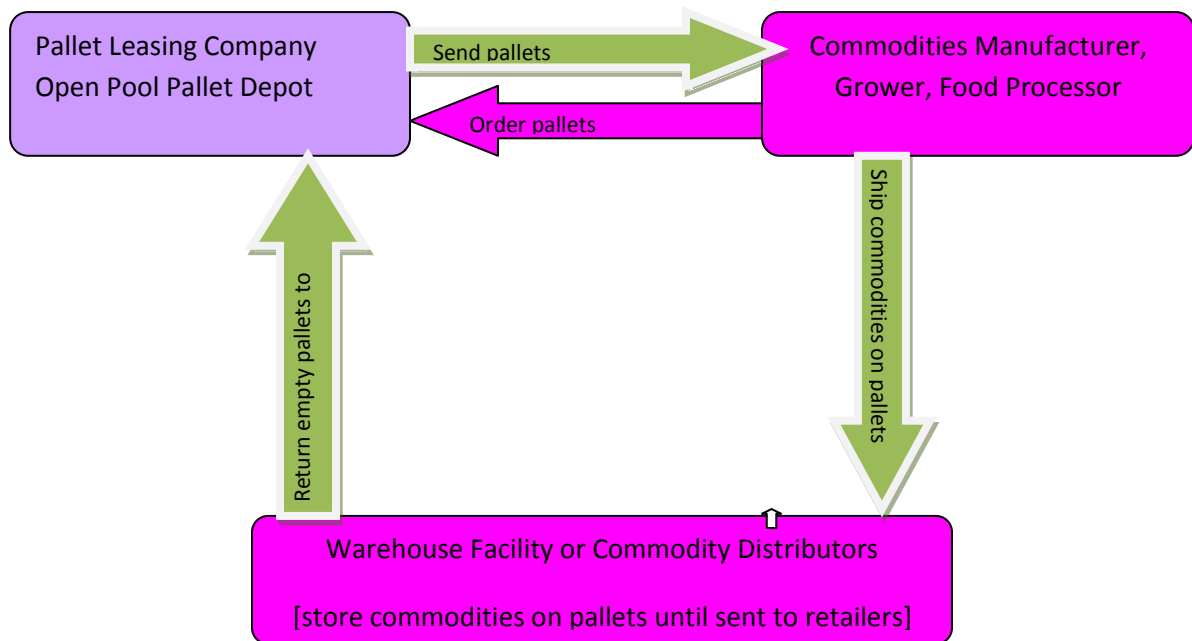 Pallet Leasing Company
Open Pool Pallet Depot
Send pallets
Commodities Manufacturer,
Grower, Food Processor
Order pallets
Ship commodities on pallets
Return empty pallets to
Warehouse Facility or Commodity Distributors
[store commodities on pallets until sent to retailers]